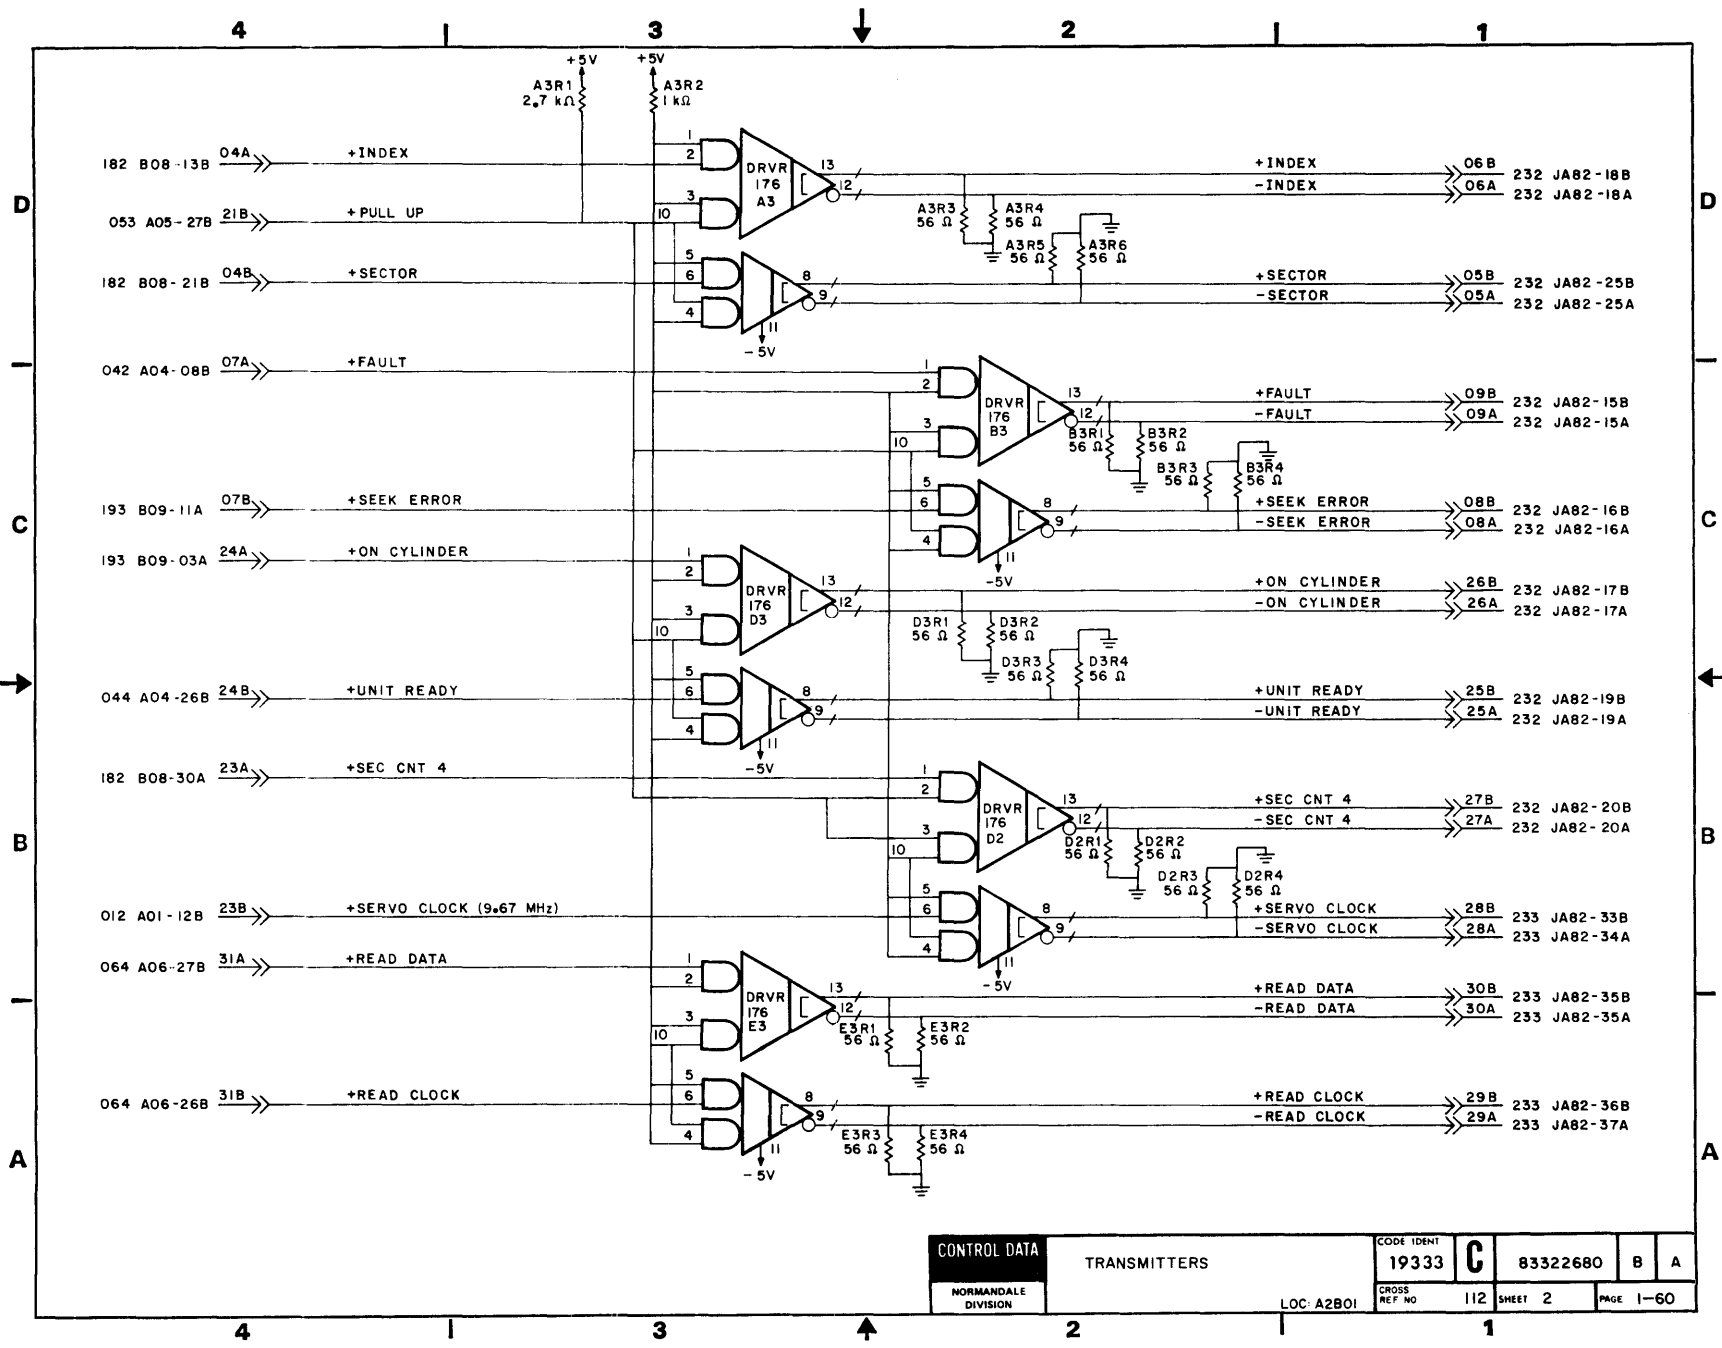 4 3 2 1
+5V +5V
A3R1 A3R2
2.7 kΩ 1 kΩ
1
182 B08-13B 04A +INDEX 2 DRVR 13 +INDEX 06B 232 JA82-18B
176 12 -INDEX 06A 232 JA82-18A
D A3 D
3 A3R3 A3R4
053 A05-27B 21B +PULL UP 10 56 Ω 56 Ω
A3R5 A3R6
56 Ω 56 Ω
5
182 B08-21B 04B +SECTOR 6 8 +SECTOR 05B 232 JA82-25B
9 -SECTOR 05A 232 JA82-25A
4
11
-5V
042 A04-08B 07A +FAULT 1
2 DRVR 13 +FAULT 09B 232 JA82-15B
176 12 -FAULT 09A 232 JA82-15A
3 B3 B3R1 B3R2
10 56 Ω 56 Ω
B3R3 B3R4
56 Ω 56 Ω
5
193 B09-11A 07B +SEEK ERROR 6 8 +SEEK ERROR 08B 232 JA82-16B
C 9 -SEEK ERROR 08A 232 JA82-16A C
4
11
-5V
193 B09-03A 24A +ON CYLINDER 1
2 DRVR 13 +ON CYLINDER 26B 232 JA82-17B
176 12 -ON CYLINDER 26A 232 JA82-17A
3 D3 D3R1 D3R2
10 56 Ω 56 Ω
D3R3 D3R4
56 Ω 56 Ω
5
044 A04-26B 24B +UNIT READY 6 8 +UNIT READY 25B 232 JA82-19B
9 -UNIT READY 25A 232 JA82-19A
4
11
-5V
182 B08-30A 23A +SEC CNT 4 1
2 DRVR 13 +SEC CNT 4 27B 232 JA82-20B
176 12 -SEC CNT 4 27A 232 JA82-20A
B 3 D2 D2R1 D2R2 B
10 56 Ω 56 Ω
D2R3 D2R4
56 Ω 56 Ω
5
012 A01-12B 23B +SERVO CLOCK (9.67 MHz) 6 8 +SERVO CLOCK 28B 233 JA82-33B
9 -SERVO CLOCK 28A 233 JA82-34A
4
11
-5V
064 A06-27B 31A +READ DATA 1
2 DRVR 13 +READ DATA 30B 233 JA82-35B
176 12 -READ DATA 30A 233 JA82-35A
3 E3 E3R1 E3R2
10 56 Ω 56 Ω
5
064 A06-26B 31B +READ CLOCK 6 8 +READ CLOCK 29B 233 JA82-36B
9 -READ CLOCK 29A 233 JA82-37A
4 E3R3 E3R4
A 11 56 Ω 56 Ω A
-5V
CONTROL DATA
NORMANDALE
DIVISION
TRANSMITTERS
LOC: A2B01
CODE IDENT
19333 C 83322680 B A
CROSS
REF NO 112 SHEET 2 PAGE 1-60
4 3 2 1